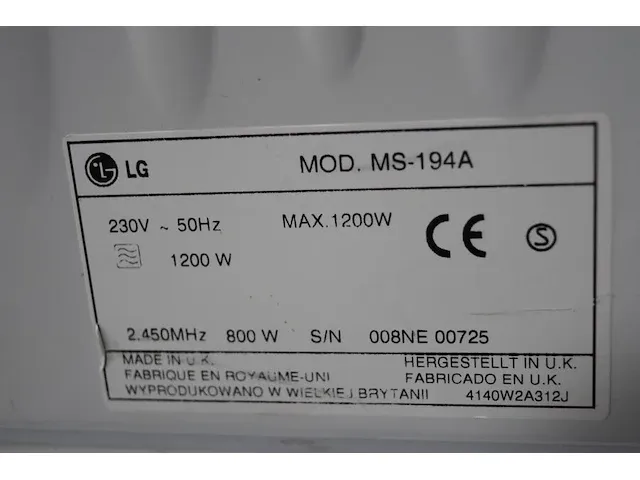 LG MOD. MS-194A
230V ~ 50Hz MAX.1200W CE S
1200 W
2.450MHz 800 W S/N 008NE 00725
MADE IN U.K. HERGESTELLT IN U.K.
FABRIQUE EN ROYAUME-UNI FABRICADO EN U.K.
WYPRODUKOWANO W WIELKIEJ BRYTANII 4140W2A312J